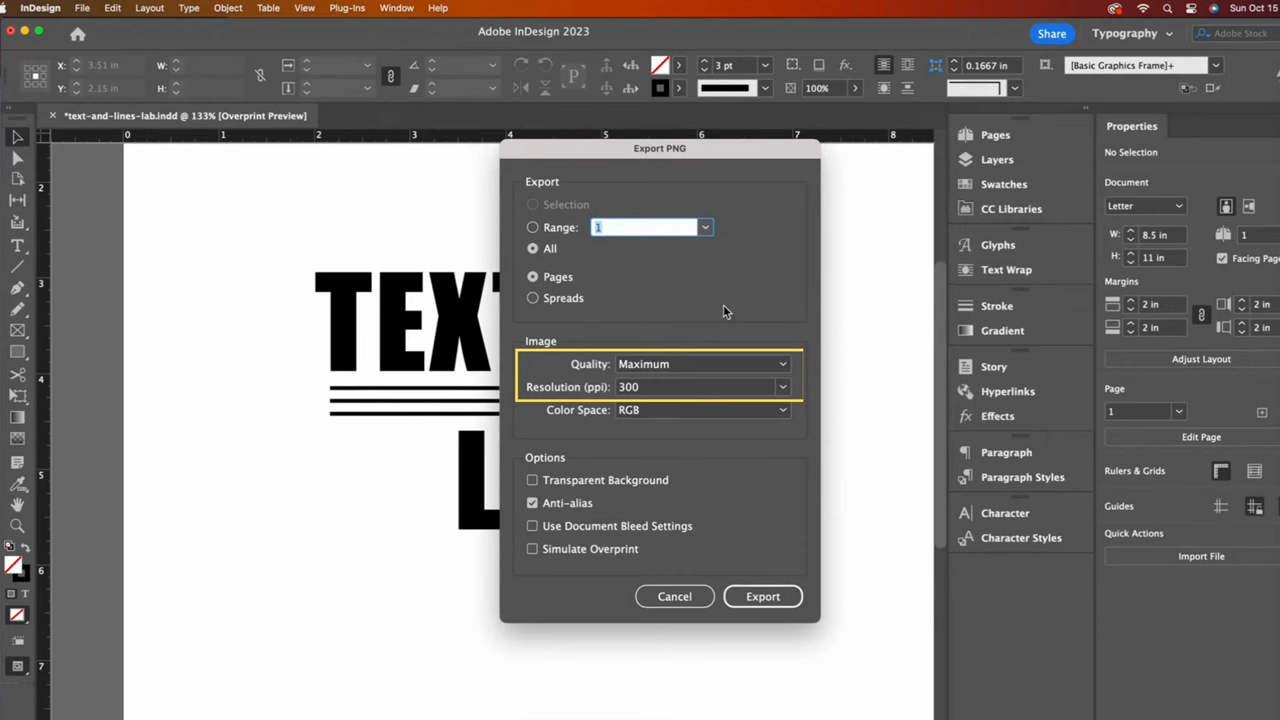 InDesign File Edit Layout Type Object Table View Plug-Ins Window Help Sun Oct 15
Adobe InDesign 2023 Share Typography Adobe Stock
X: 3.51 in W: 3 pt fx. 0.1667 in [Basic Graphics Frame]+
Y: 2.15 in H: P 100%
*text-and-lines-lab.indd @ 133% [Overprint Preview]
0 1 2 3 4 5 6 7 8
2
3
4
5
6
7
TEXT
L
Export PNG
Export
Selection
Range: 1
All
Pages
Spreads
Image
Quality: Maximum
Resolution (ppi): 300
Color Space: RGB
Options
Transparent Background
Anti-alias
Use Document Bleed Settings
Simulate Overprint
Cancel Export
Pages
Layers
Swatches
CC Libraries
Glyphs
Text Wrap
Stroke
Gradient
Story
Hyperlinks
Effects
Paragraph
Paragraph Styles
Character
Character Styles
Properties
No Selection
Document
Letter
W: 8.5 in 1
H: 11 in Facing Page
Margins
2 in 2 in
2 in 2 in
Adjust Layout
Page
1
Edit Page
Rulers & Grids
Guides
Quick Actions
Import File